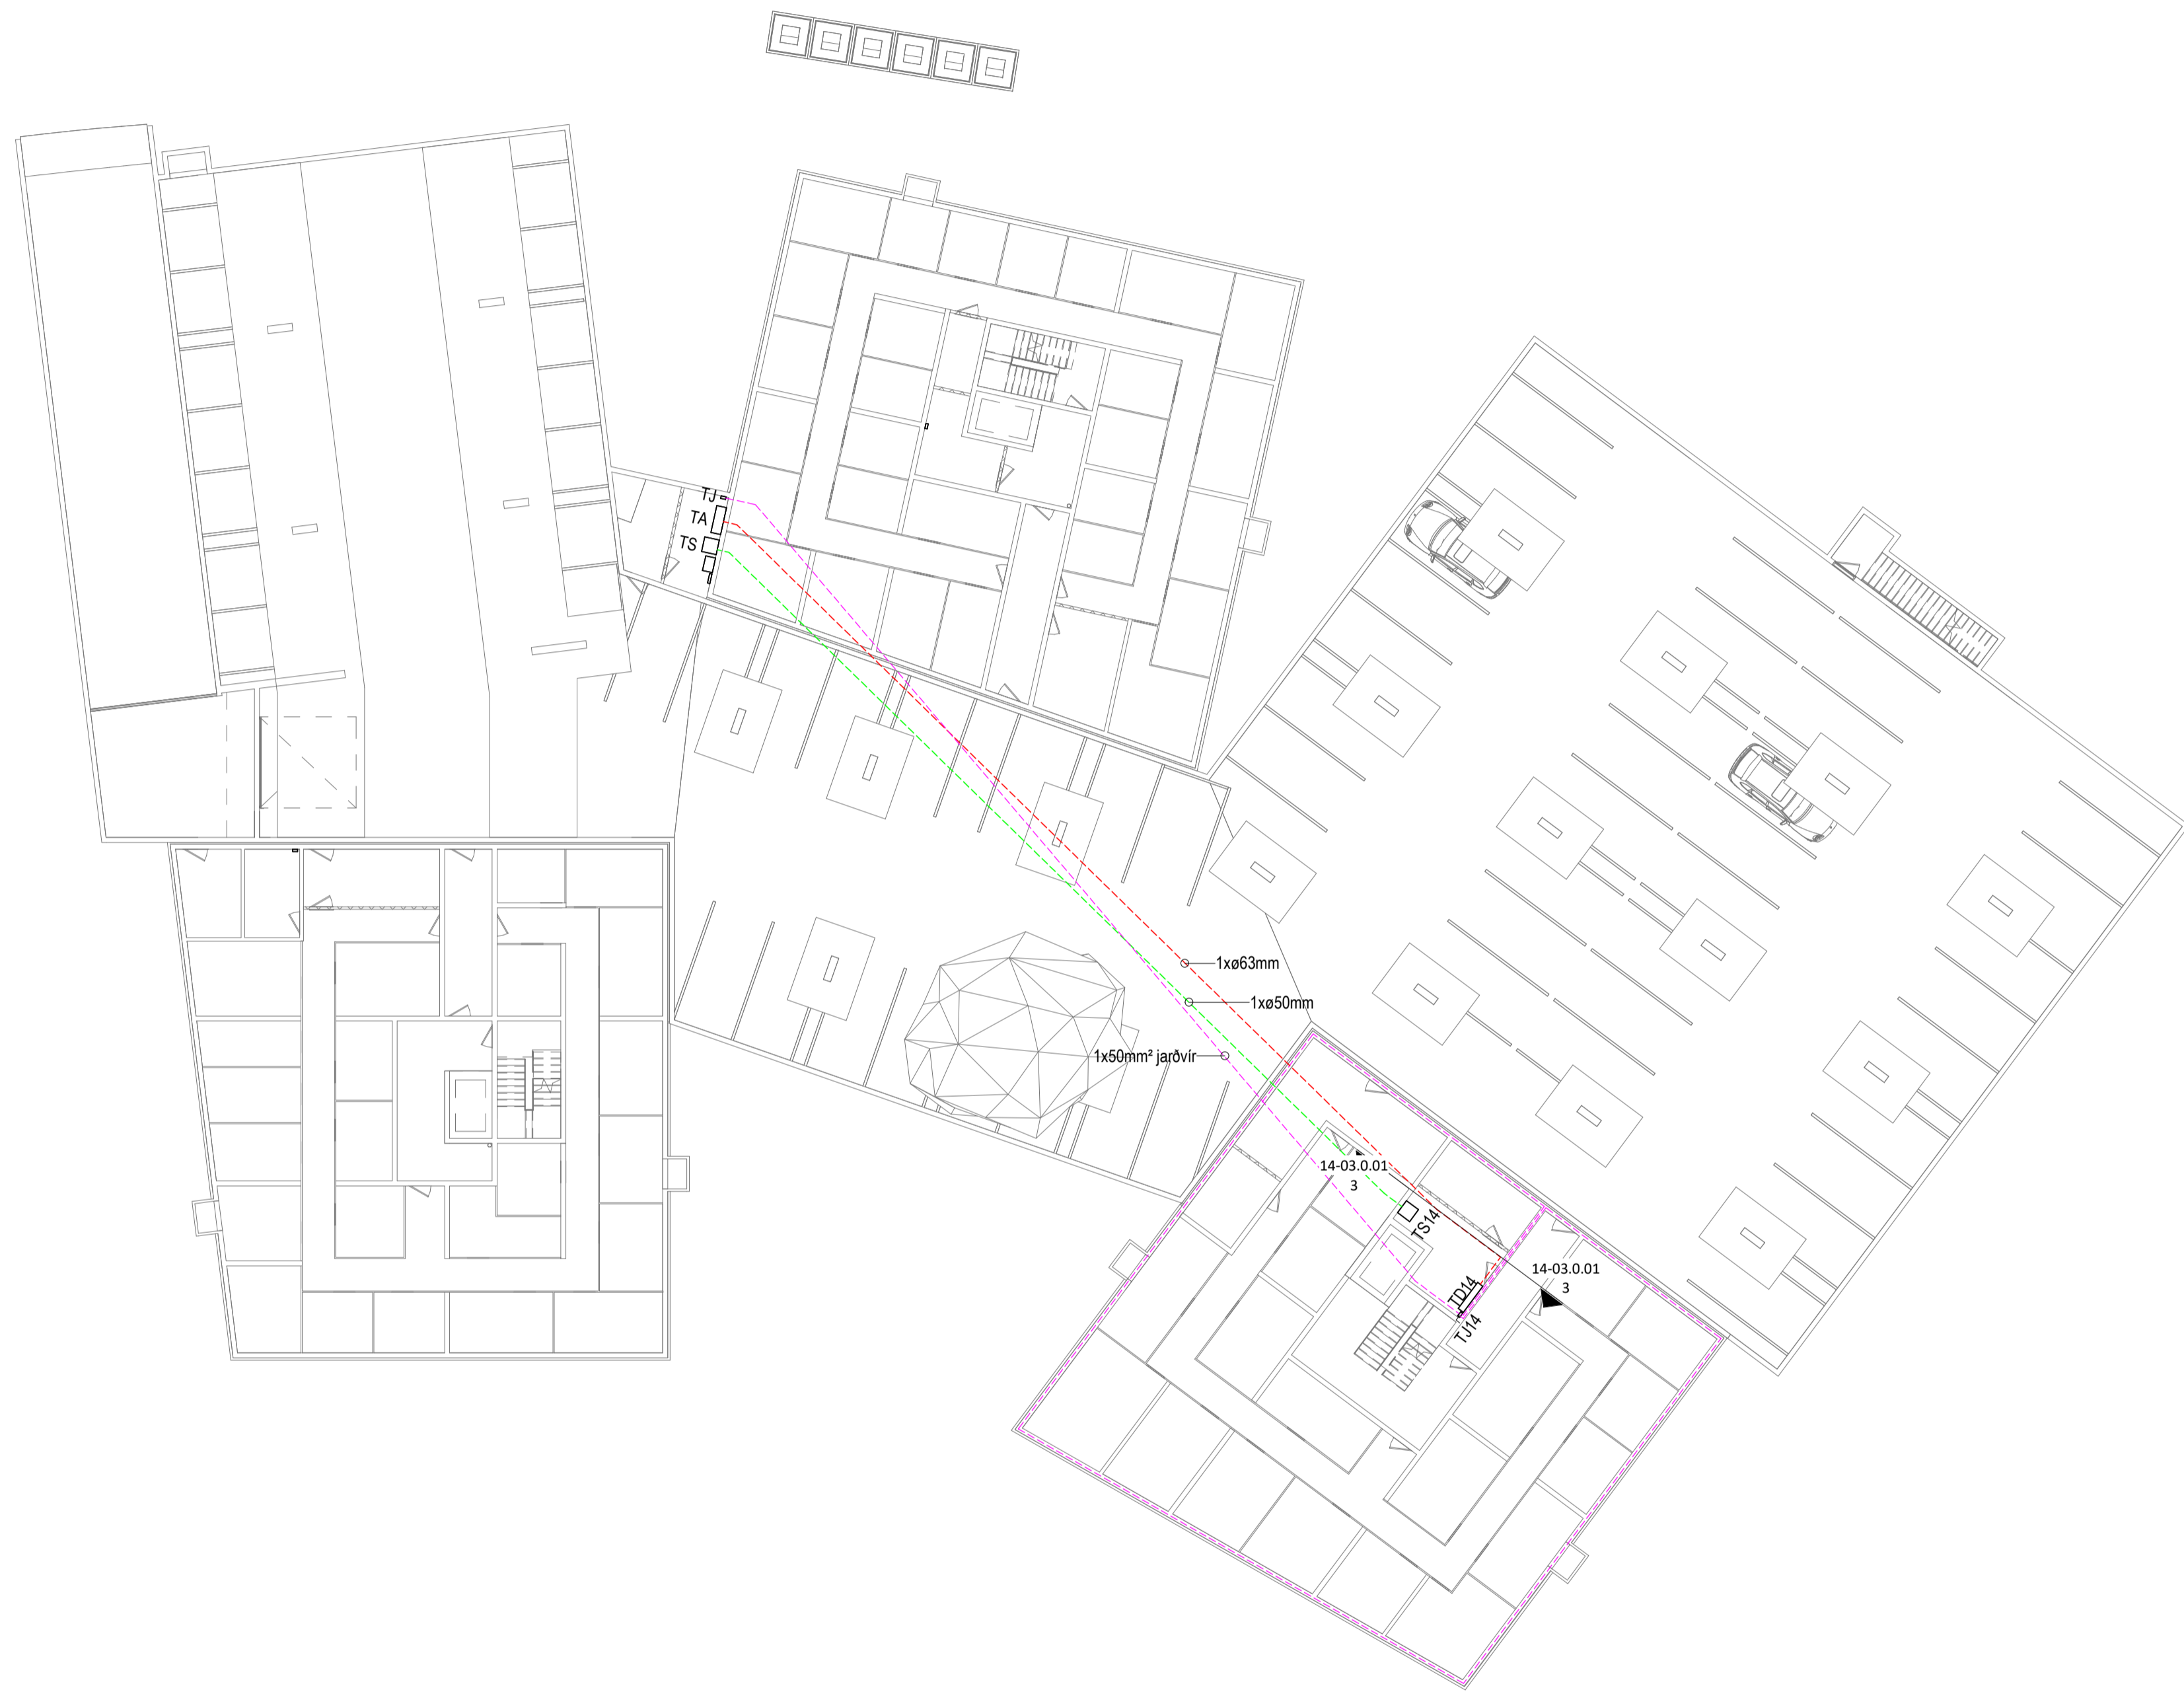 TJ
TA
TS
1xø63mm
1xø50mm
1x50mm² jarðvír
14-03.0.01
3
TS14
14-03.0.01
3
TD14
TJ14